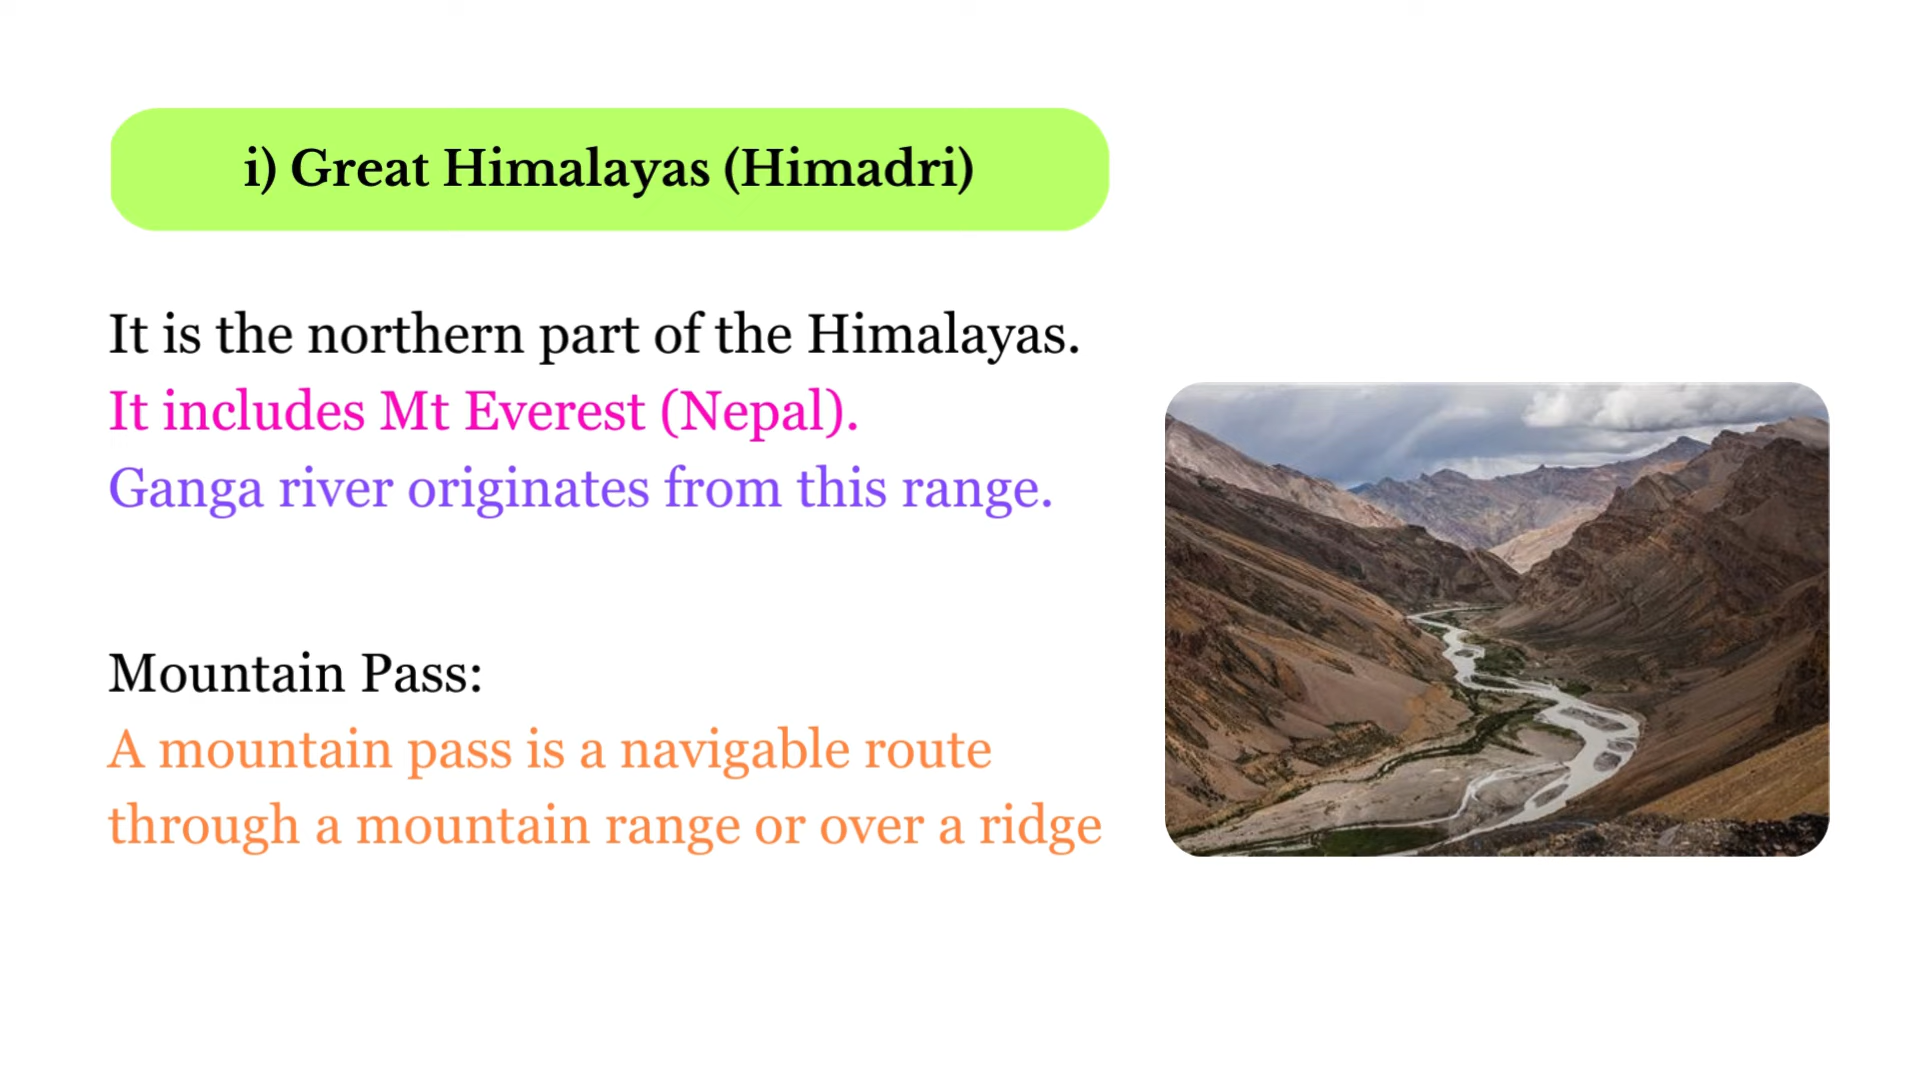 i) Great Himalayas (Himadri)
It is the northern part of the Himalayas.
It includes Mt Everest (Nepal).
Ganga river originates from this range.
Mountain Pass:
A mountain pass is a navigable route
through a mountain range or over a ridge